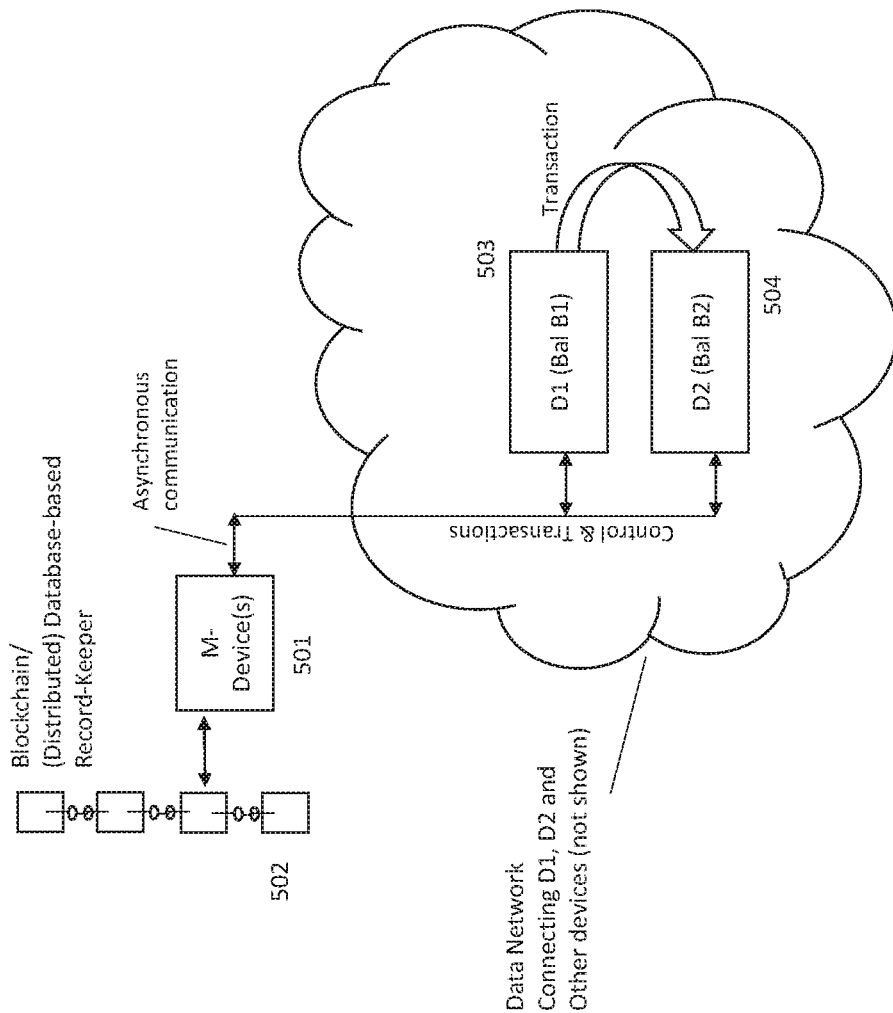 Blockchain/
(Distributed) Database-based
Record-Keeper
502
M-
Device(s)
501
Asynchronous
communication
Control & Transactions
503
D1 (Bal B1)
Transaction
D2 (Bal B2)
504
Data Network
Connecting D1, D2 and
Other devices (not shown)